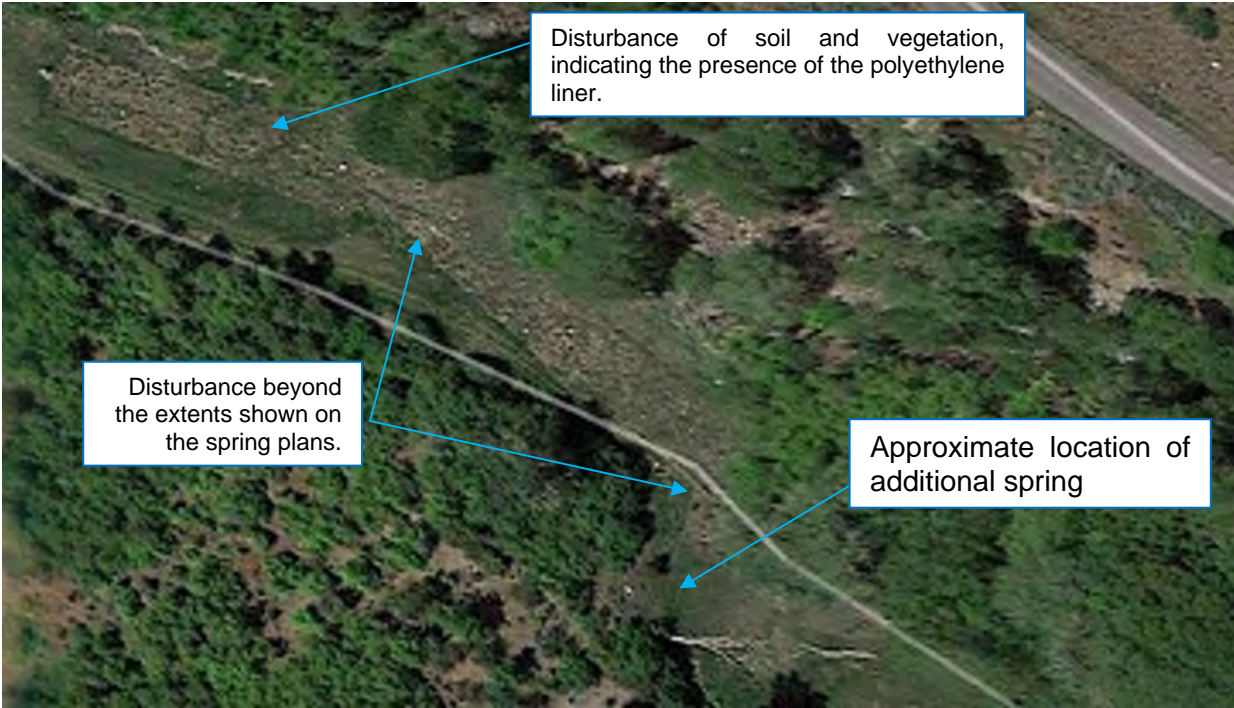 Disturbance of soil and vegetation,
indicating the presence of the polyethylene
liner.
Disturbance beyond
the extents shown on
the spring plans.
Approximate location of
additional spring